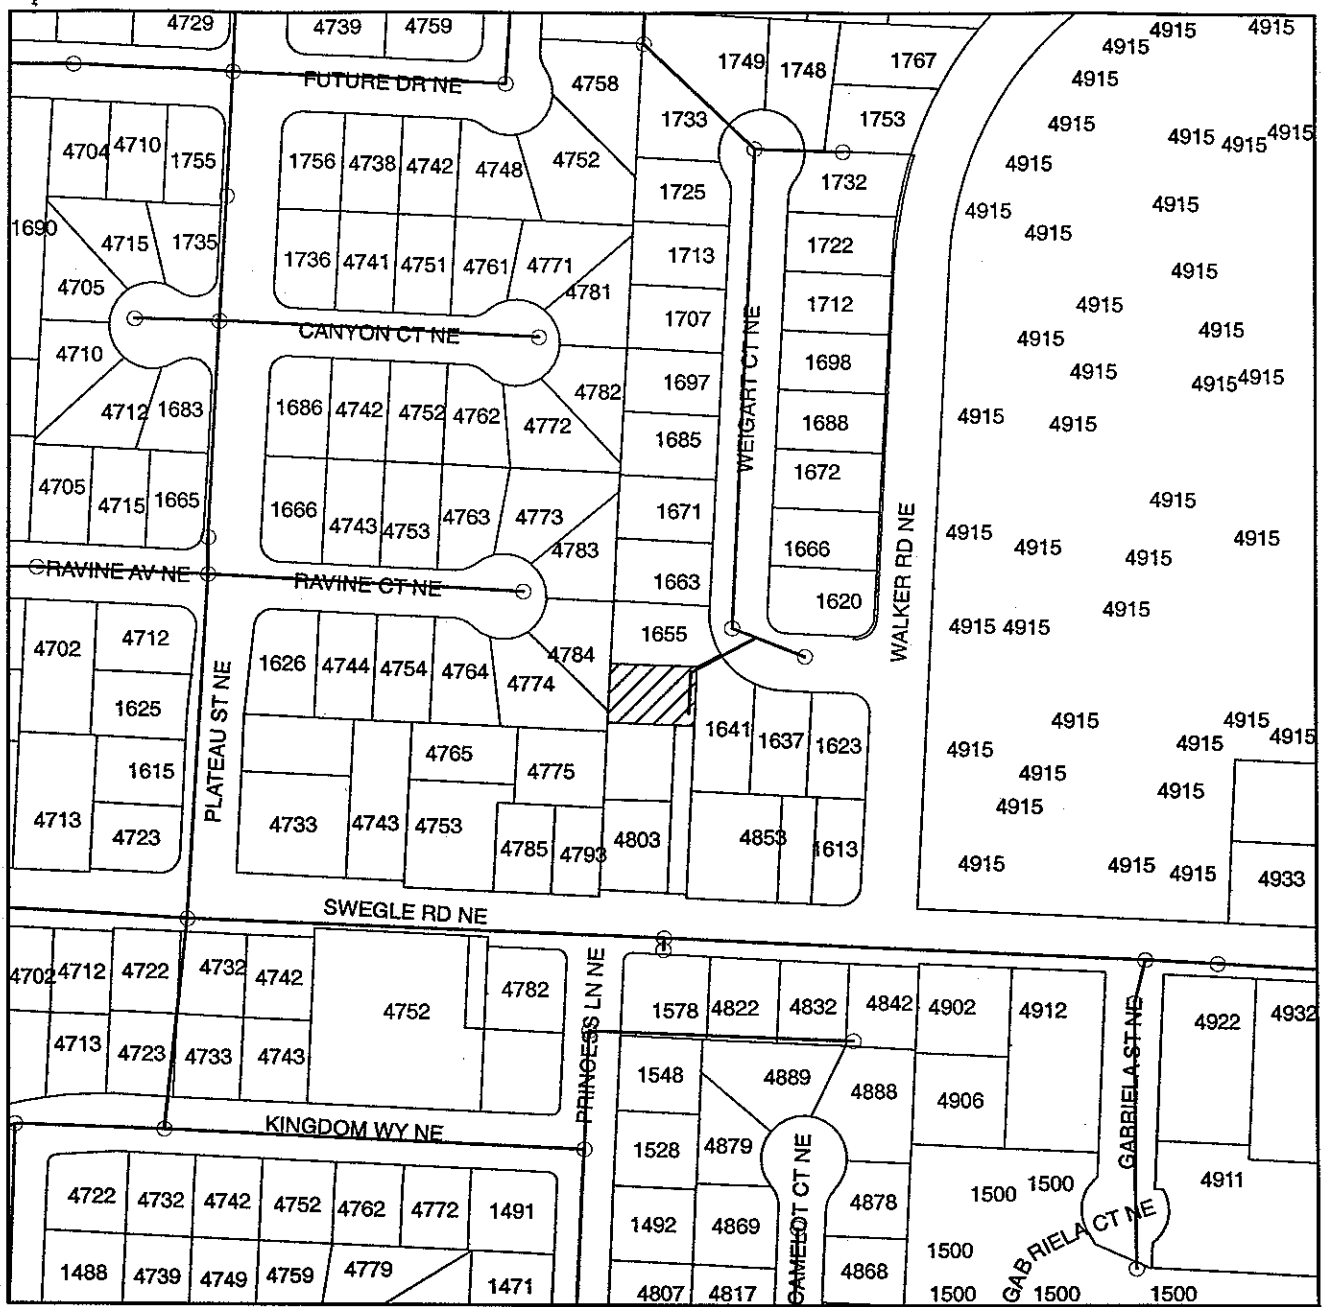 4729 4739 4759 4915 4915
4749 1748 1767 4915
FUTURE DR NE 4758 4915
1733 1753 4915 4915 4915 4915
4704 4710 1755 1756 4738 4742 4748 4752 4915
1725 1732 4915 4915
1690 4715 1735 4915
1736 4741 4751 4761 4771 1713 1722 4915
4705 4781 1707 1712 4915 4915
CANYON CT NE WEIGART CT NE 4915
4710 4782 1697 1698 4915 4915 4915
4712 1683 1686 4742 4752 4762 4772 1685 1688 4915 4915
4705 4715 1665 1666 4743 4753 4763 4773 1671 1672 4915
4783 1666 4915 4915 4915 4915
RAVINE AV NE RAVINE CT NE 1663 1620 WALKER RD NE 4915
4702 4712 1655 4915 4915
1626 4744 4754 4764 4774 4784
1625 PLATEAU ST NE 1641 1637 1623 4915 4915 4915
1615 4765 4775 4915 4915
4915 4915 4915
4713 4723 4733 4743 4753 4785 4793 4803 4853 1613
4915 4915 4915 4933
SWEGLE RD NE
4702 4712 4722 4732 4742 4752 4782 PRINCESS LN NE 1578 4822 4832 4842 4902 4912 GABRIELA ST NE 4922 4932
4713 4723 4733 4743 1548 4889 4888 4906
KINGDOM WY NE 1528 4879 CAMELOT CT NE
4722 4732 4742 4752 4762 4772 1491 1492 4869 4878 1500 1500 4911
GABRIELA CT NE
1488 4739 4749 4759 4779 1471 4868 1500
4807 4817 1500 1500 1500